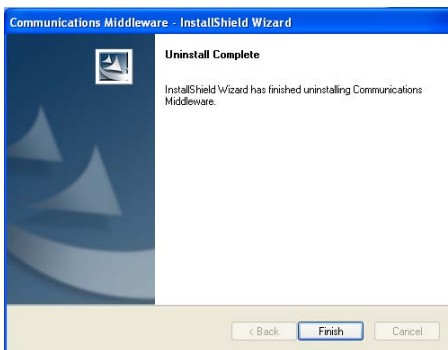 Communications Middleware - InstallShield Wizard
Uninstall Complete
InstallShield Wizard has finished uninstalling Communications
Middleware.
< Back
Finish
Cancel